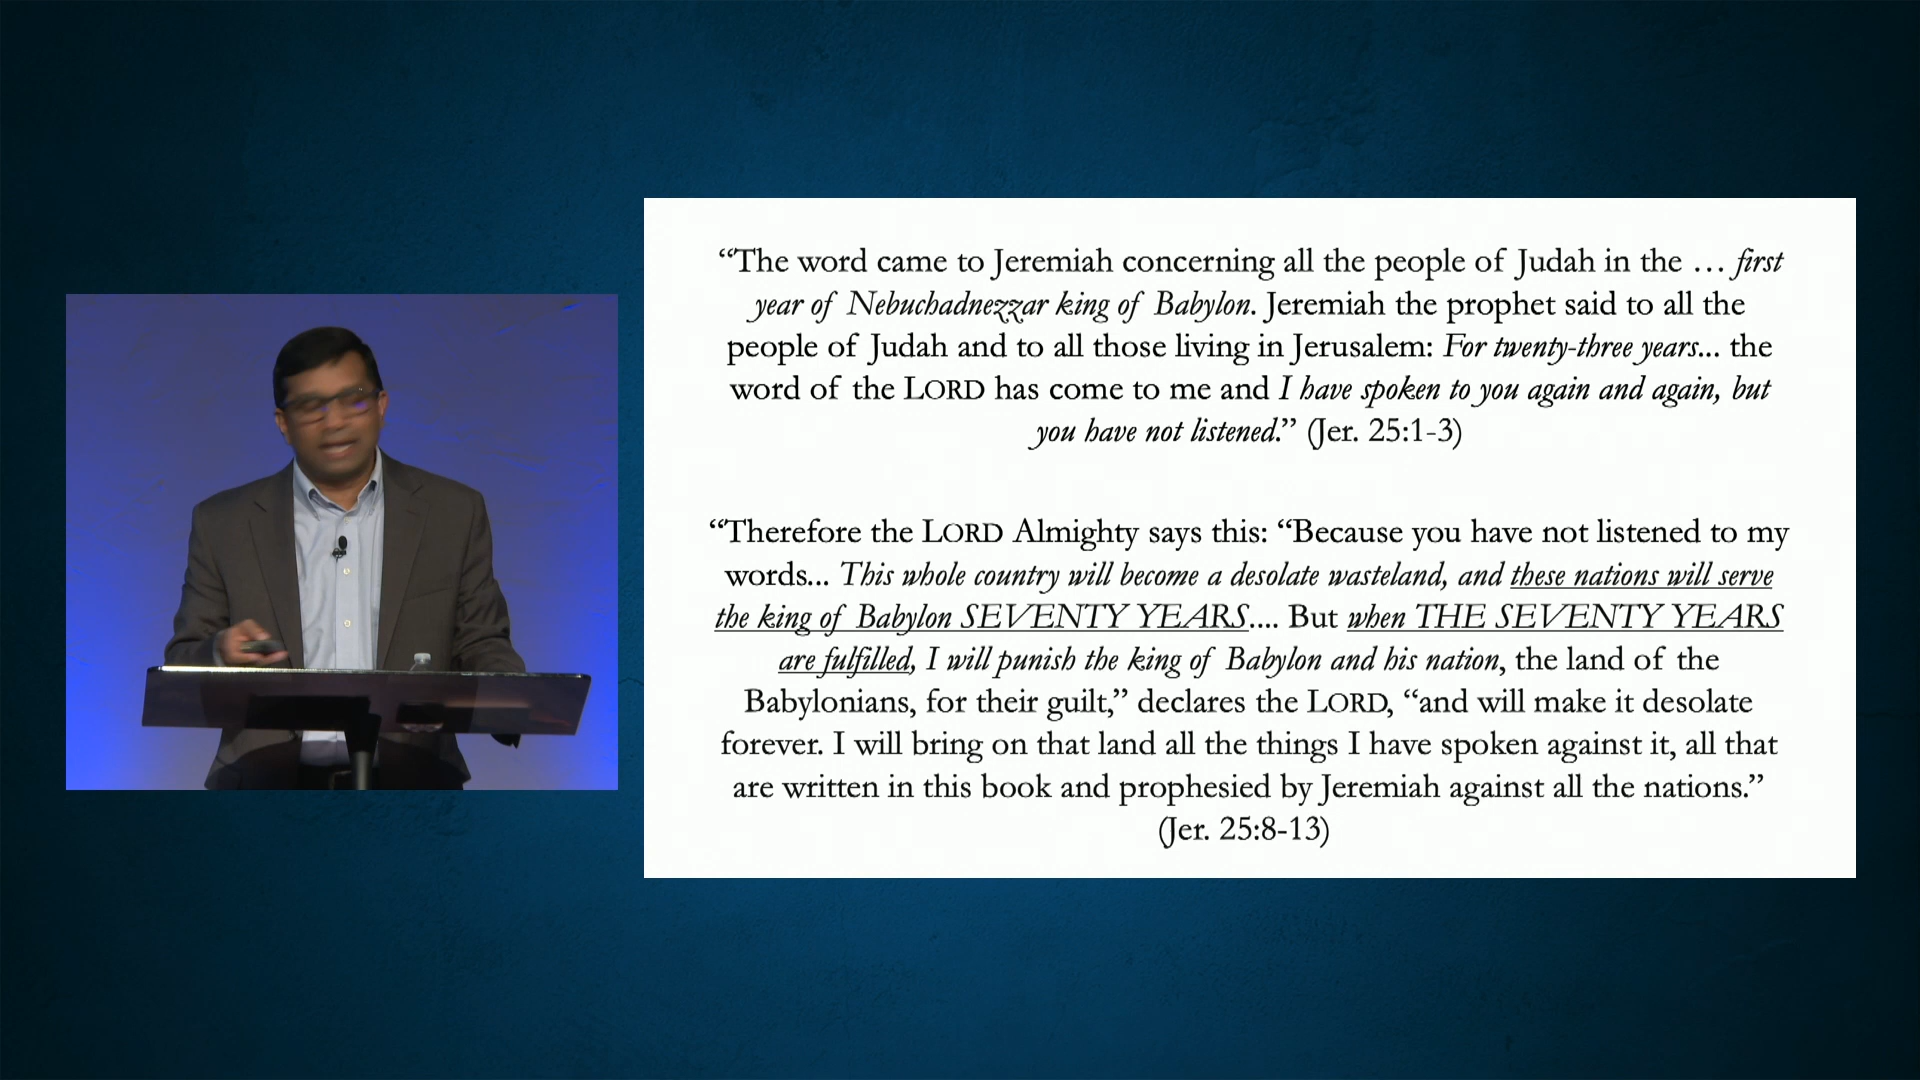 “The word came to Jeremiah concerning all the people of Judah in the … first
year of Nebuchadnezzar king of Babylon. Jeremiah the prophet said to all the
people of Judah and to all those living in Jerusalem: For twenty-three years... the
word of the LORD has come to me and I have spoken to you again and again, but
you have not listened.” (Jer. 25:1-3)
“Therefore the LORD Almighty says this: “Because you have not listened to my
words... This whole country will become a desolate wasteland, and these nations will serve
the king of Babylon SEVENTY YEARS.... But when THE SEVENTY YEARS
are fulfilled, I will punish the king of Babylon and his nation, the land of the
Babylonians, for their guilt,” declares the LORD, “and will make it desolate
forever. I will bring on that land all the things I have spoken against it, all that
are written in this book and prophesied by Jeremiah against all the nations.”
(Jer. 25:8-13)